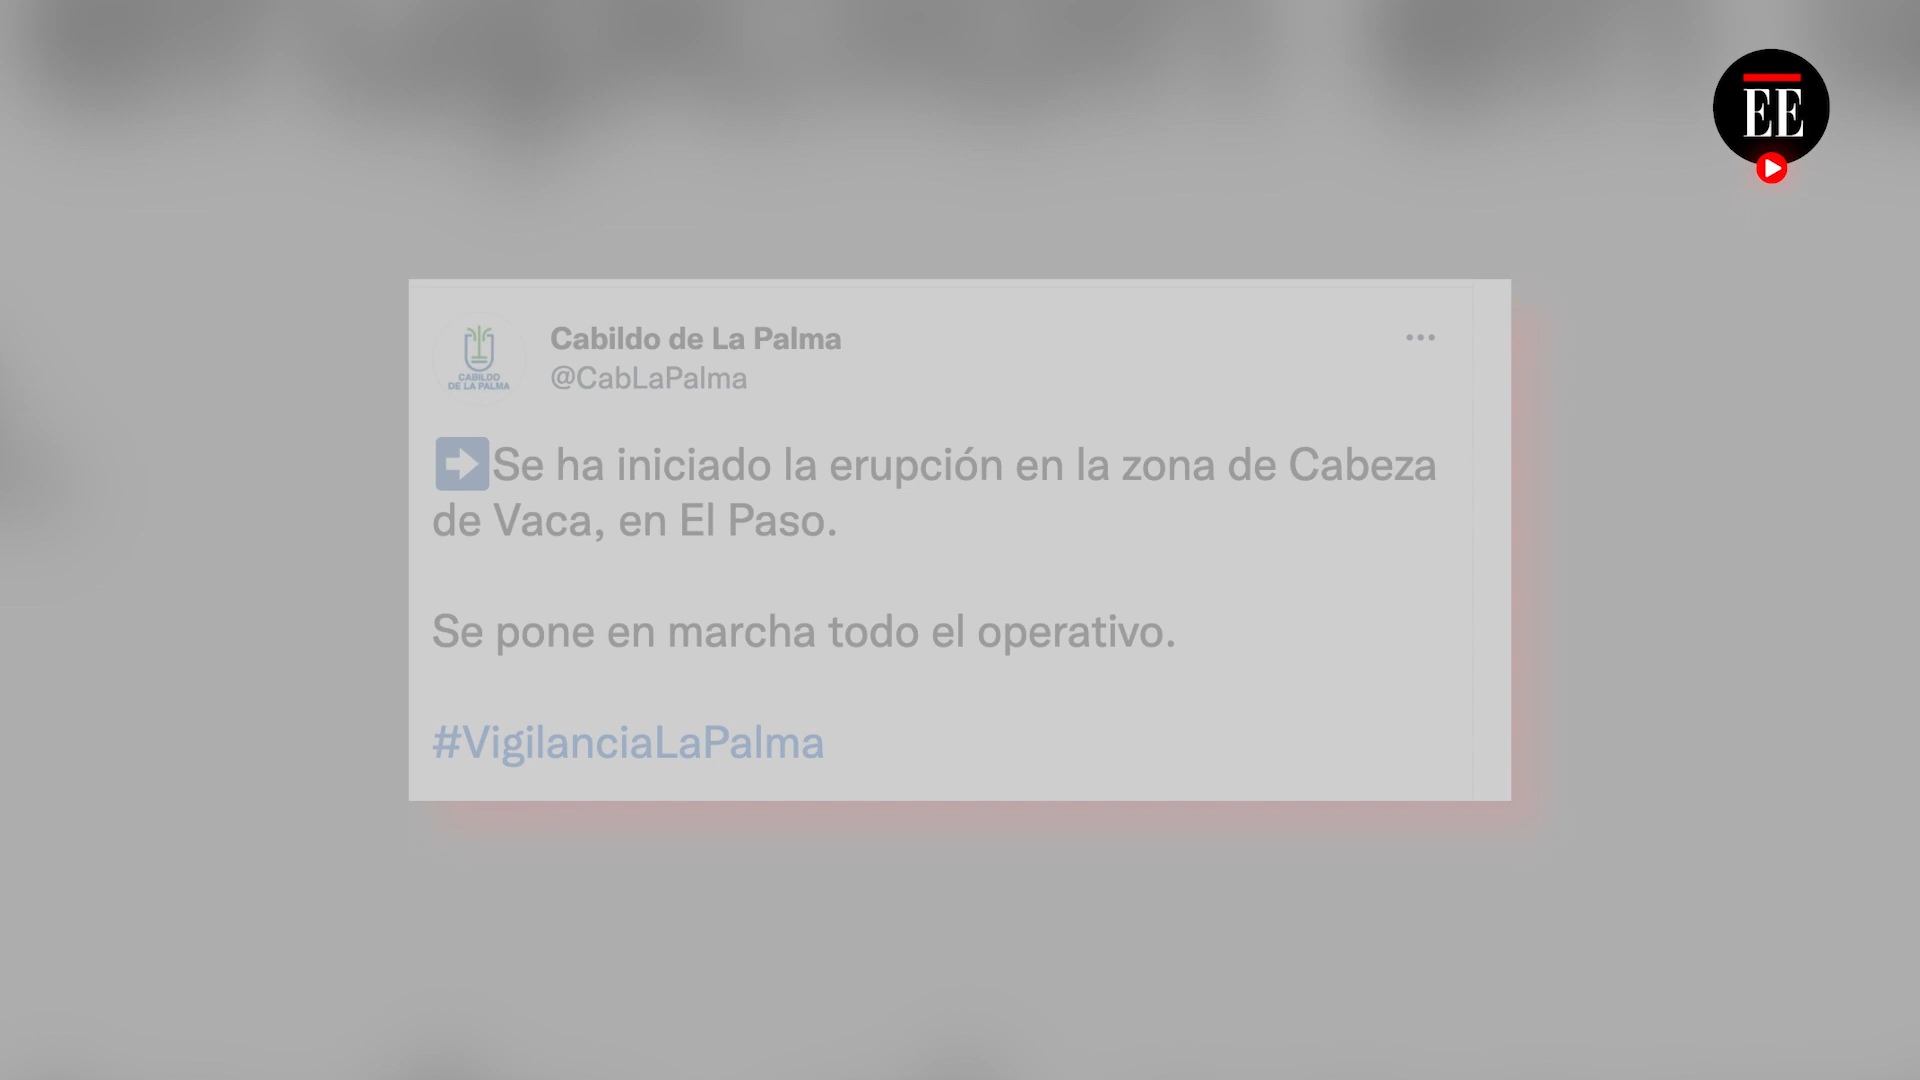 EE
Cabildo de La Palma
@CabLaPalma
CABILDO
DE LA PALMA
➡Se ha iniciado la erupción en la zona de Cabeza
de Vaca, en El Paso.
Se pone en marcha todo el operativo.
#VigilanciaLaPalma